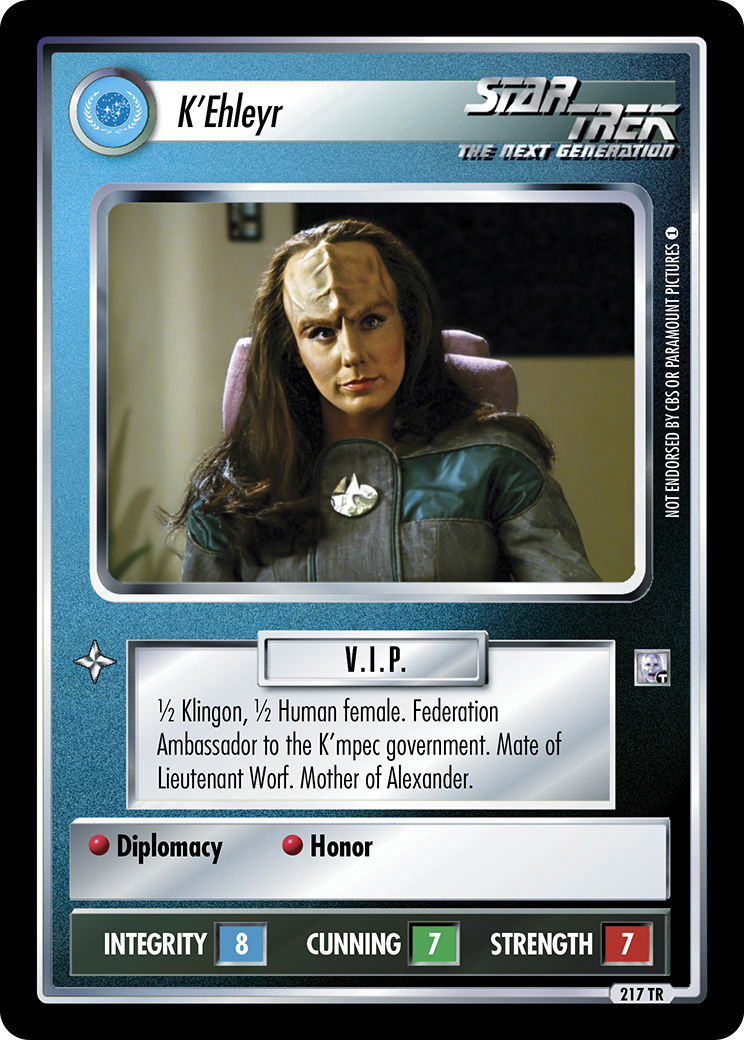 K'Ehleyr
STAR TREK
THE NEXT GENERATION
NOT ENDORSED BY CBS OR PARAMOUNT PICTURES
V.I.P.
½ Klingon, ½ Human female. Federation
Ambassador to the K'mpec government. Mate of
Lieutenant Worf. Mother of Alexander.
Diplomacy Honor
INTEGRITY 8 CUNNING 7 STRENGTH 7
217 TR